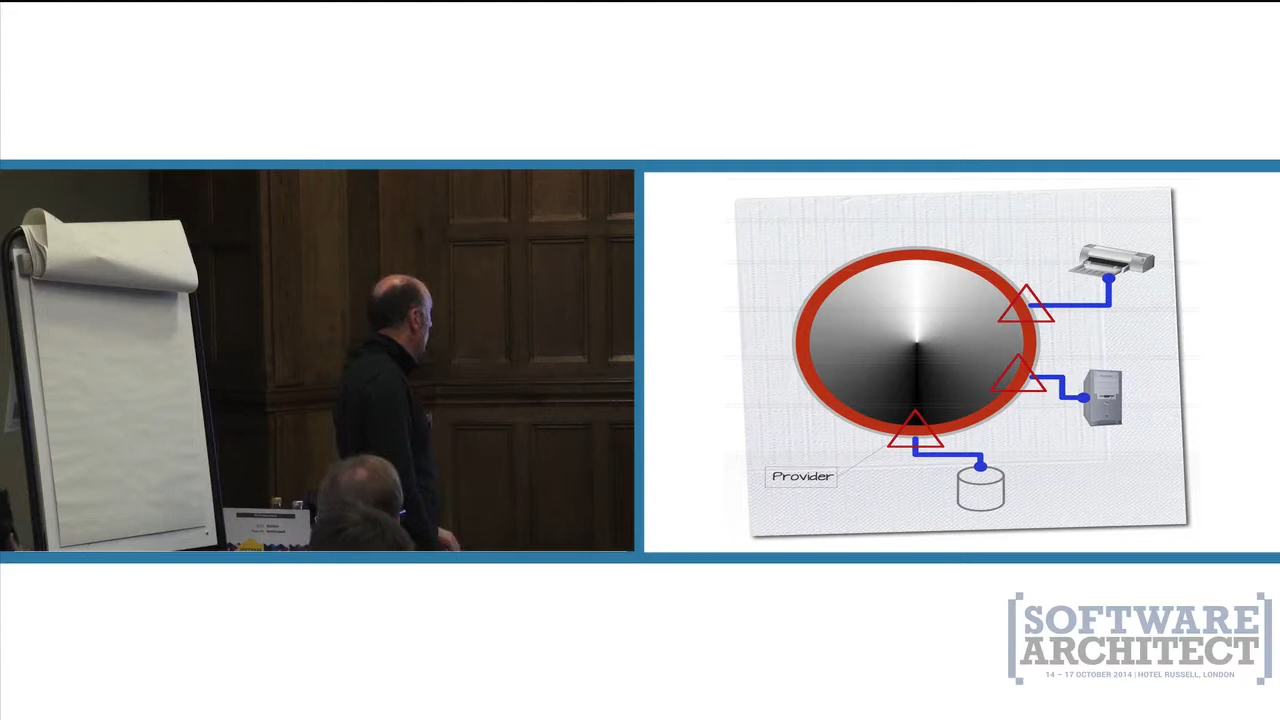 Provider
SOFTWARE
ARCHITECT
14 – 17 OCTOBER 2014 | HOTEL RUSSELL, LONDON